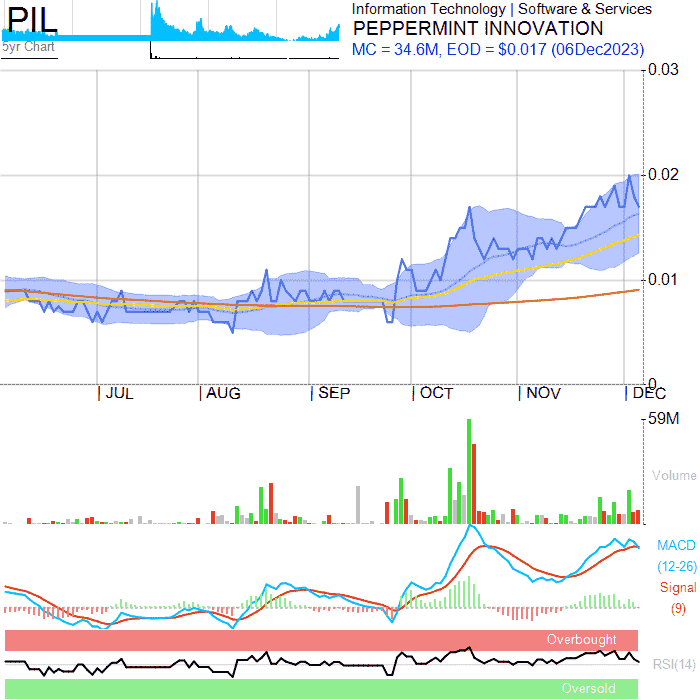 PIL
5yr Chart
Information Technology | Software & Services
PEPPERMINT INNOVATION
MC = 34.6M, EOD = $0.017 (06Dec2023)
0.03
0.02
0.01
0
JUL
AUG
SEP
OCT
NOV
DEC
59M
Volume
MACD
(12-26)
Signal
(9)
Overbought
RSI(14)
Oversold